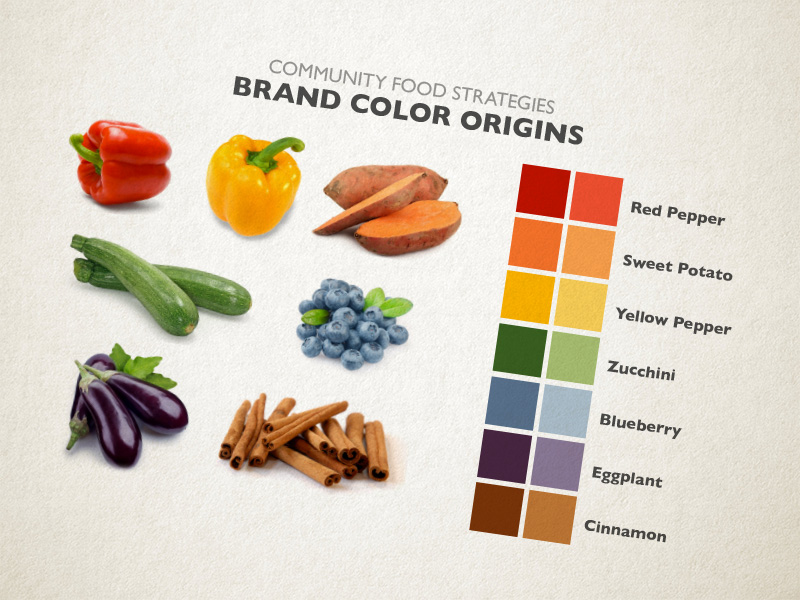 COMMUNITY FOOD STRATEGIES
BRAND COLOR ORIGINS
Red Pepper
Sweet Potato
Yellow Pepper
Zucchini
Blueberry
Eggplant
Cinnamon